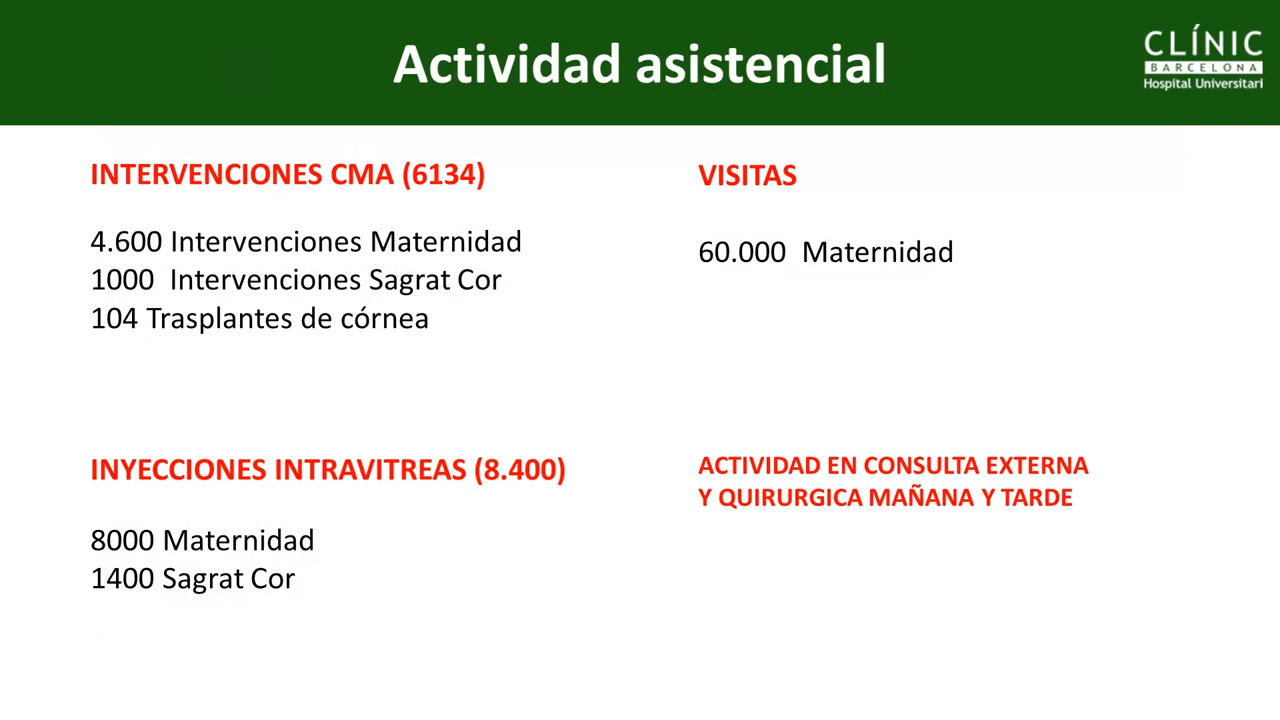 Actividad asistencial
CLÍNIC
BARCELONA
Hospital Universitari
INTERVENCIONES CMA (6134)
4.600 Intervenciones Maternidad
1000 Intervenciones Sagrat Cor
104 Trasplantes de córnea
VISITAS
60.000 Maternidad
INYECCIONES INTRAVITREAS (8.400)
8000 Maternidad
1400 Sagrat Cor
ACTIVIDAD EN CONSULTA EXTERNA
Y QUIRURGICA MAÑANA Y TARDE